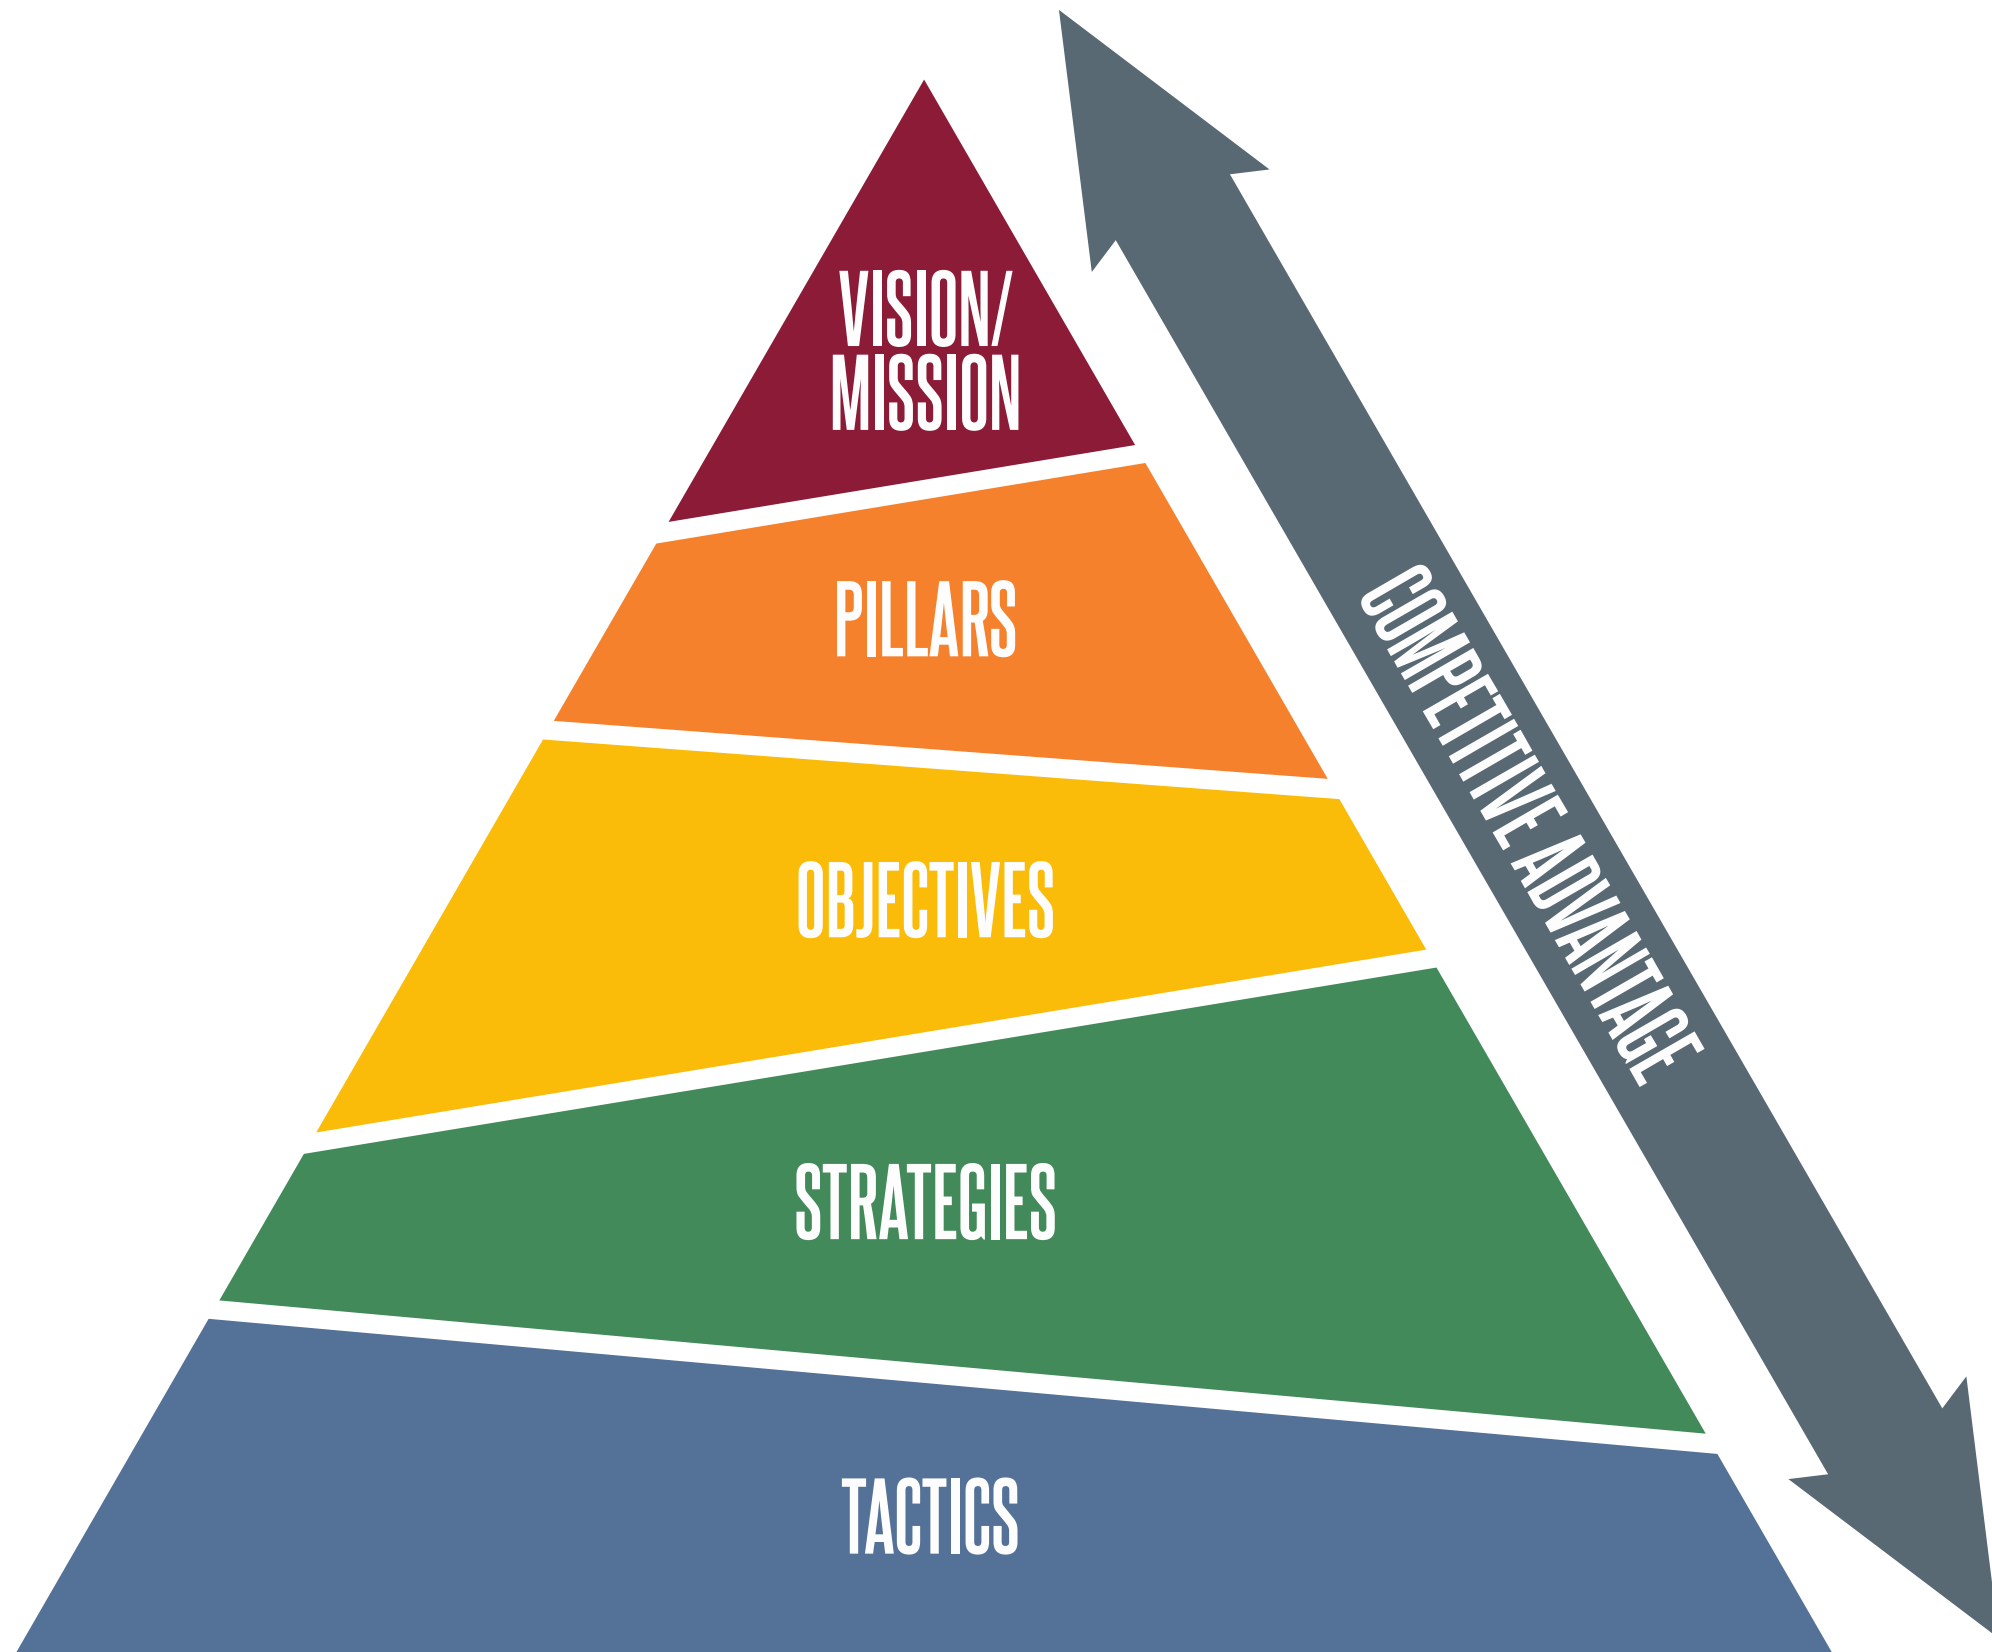 VISION/
MISSION
PILLARS
OBJECTIVES
STRATEGIES
TACTICS
COMPETITIVE ADVANTAGE